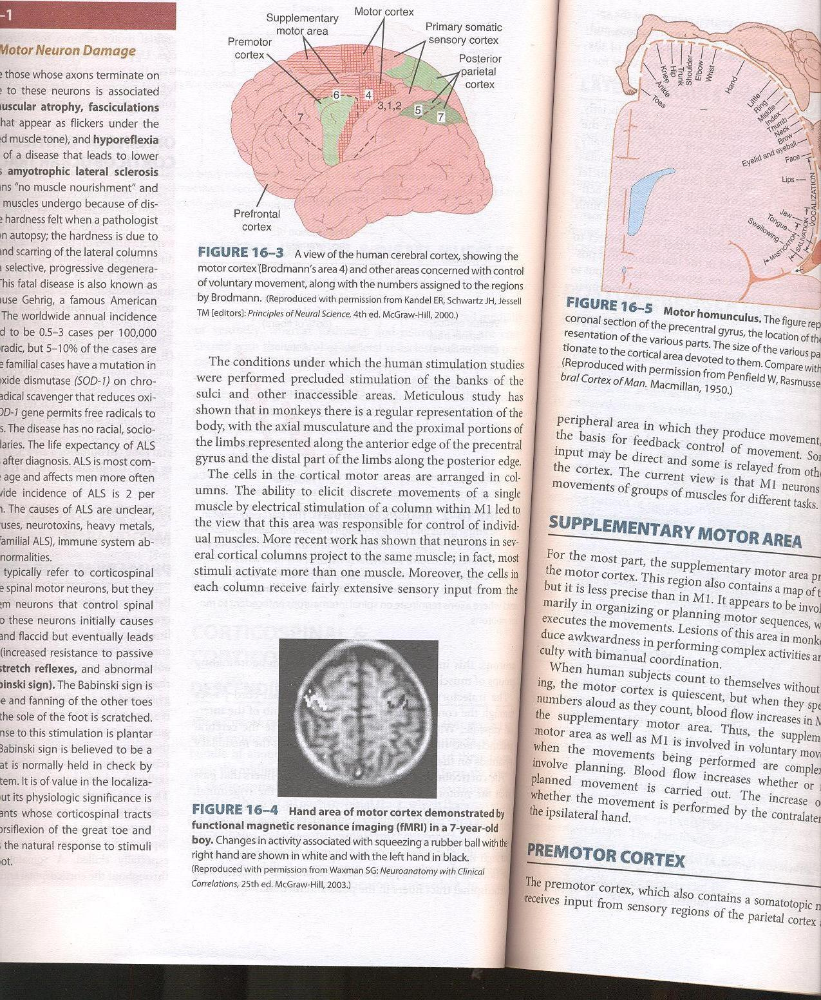 –1
Motor Neuron Damage
those whose axons terminate on
to these neurons is associated
muscular atrophy, fasciculations
that appear as flickers under the
muscle tone), and hyporeflexia
of a disease that leads to lower
amyotrophic lateral sclerosis
"no muscle nourishment" and
muscles undergo because of dis-
hardness felt when a pathologist
on autopsy; the hardness is due to
and scarring of the lateral columns
selective, progressive degenera-
This fatal disease is also known as
Gehrig, a famous American
The worldwide annual incidence
to be 0.5–3 cases per 100,000
but 5–10% of the cases are
familial cases have a mutation in
dismutase (SOD-1) on chro-
scavenger that reduces oxi-
gene permits free radicals to
The disease has no racial, socio-
The life expectancy of ALS
after diagnosis. ALS is most com-
age and affects men more often
incidence of ALS is 2 per
The causes of ALS are unclear,
neurotoxins, heavy metals,
familial ALS), immune system ab-
normalities.
typically refer to corticospinal
spinal motor neurons, but they
neurons that control spinal
to these neurons initially causes
and flaccid but eventually leads
(increased resistance to passive
stretch reflexes, and abnormal
sign). The Babinski sign is
and fanning of the other toes
the sole of the foot is scratched.
to this stimulation is plantar
Babinski sign is believed to be a
that is normally held in check by
It is of value in the localiza-
but its physiologic significance is
whose corticospinal tracts
of the great toe and
the natural response to stimuli
Motor cortex
Supplementary
motor area
Primary somatic
sensory cortex
Premotor
cortex
Posterior
parietal
cortex
6
4
3,1,2
5
7
7
Prefrontal
cortex
FIGURE 16–3 A view of the human cerebral cortex, showing the
motor cortex (Brodmann's area 4) and other areas concerned with control
of voluntary movement, along with the numbers assigned to the regions
by Brodmann. (Reproduced with permission from Kandel ER, Schwartz JH, Jessell
TM [editors]: Principles of Neural Science, 4th ed. McGraw-Hill, 2000.)
The conditions under which the human stimulation studies
were performed precluded stimulation of the banks of the
sulci and other inaccessible areas. Meticulous study has
shown that in monkeys there is a regular representation of the
body, with the axial musculature and the proximal portions of
the limbs represented along the anterior edge of the precentral
gyrus and the distal part of the limbs along the posterior edge.
The cells in the cortical motor areas are arranged in col-
umns. The ability to elicit discrete movements of a single
muscle by electrical stimulation of a column within M1 led to
the view that this area was responsible for control of individ-
ual muscles. More recent work has shown that neurons in sev-
eral cortical columns project to the same muscle; in fact, most
stimuli activate more than one muscle. Moreover, the cells in
each column receive fairly extensive sensory input from the
FIGURE 16–4 Hand area of motor cortex demonstrated by
functional magnetic resonance imaging (fMRI) in a 7-year-old
boy. Changes in activity associated with squeezing a rubber ball with the
right hand are shown in white and with the left hand in black.
(Reproduced with permission from Waxman SG: Neuroanatomy with Clinical
Correlations, 25th ed. McGraw-Hill, 2003.)
Toes
Ankle
Knee
Hip
Trunk
Shoulder
Elbow
Wrist
Hand
Little
Ring
Middle
Index
Thumb
Neck
Brow
Eyelid and eyeball
Face
Lips
Jaw
Tongue
Swallowing
MASTICATION
SALIVATION
VOCALIZATION
FIGURE 16–5 Motor homunculus. The figure rep
coronal section of the precentral gyrus, the location of the
resentation of the various parts. The size of the various pa
tionate to the cortical area devoted to them. Compare with
(Reproduced with permission from Penfield W, Rasmusse
bral Cortex of Man. Macmillan, 1950.)
peripheral area in which they produce movement,
the basis for feedback control of movement. Sor
input may be direct and some is relayed from oth
the cortex. The current view is that M1 neurons
movements of groups of muscles for different tasks.
SUPPLEMENTARY MOTOR AREA
For the most part, the supplementary motor area pr
the motor cortex. This region also contains a map of t
but it is less precise than in M1. It appears to be invol
marily in organizing or planning motor sequences, w
executes the movements. Lesions of this area in monk
duce awkwardness in performing complex activities an
culty with bimanual coordination.
When human subjects count to themselves without
ing, the motor cortex is quiescent, but when they spe
numbers aloud as they count, blood flow increases in M
the supplementary motor area. Thus, the supplem
motor area as well as M1 is involved in voluntary mov
when the movements being performed are complex
involve planning. Blood flow increases whether or
planned movement is carried out. The increase o
whether the movement is performed by the contralater
the ipsilateral hand.
PREMOTOR CORTEX
The premotor cortex, which also contains a somatotopic m
receives input from sensory regions of the parietal cortex